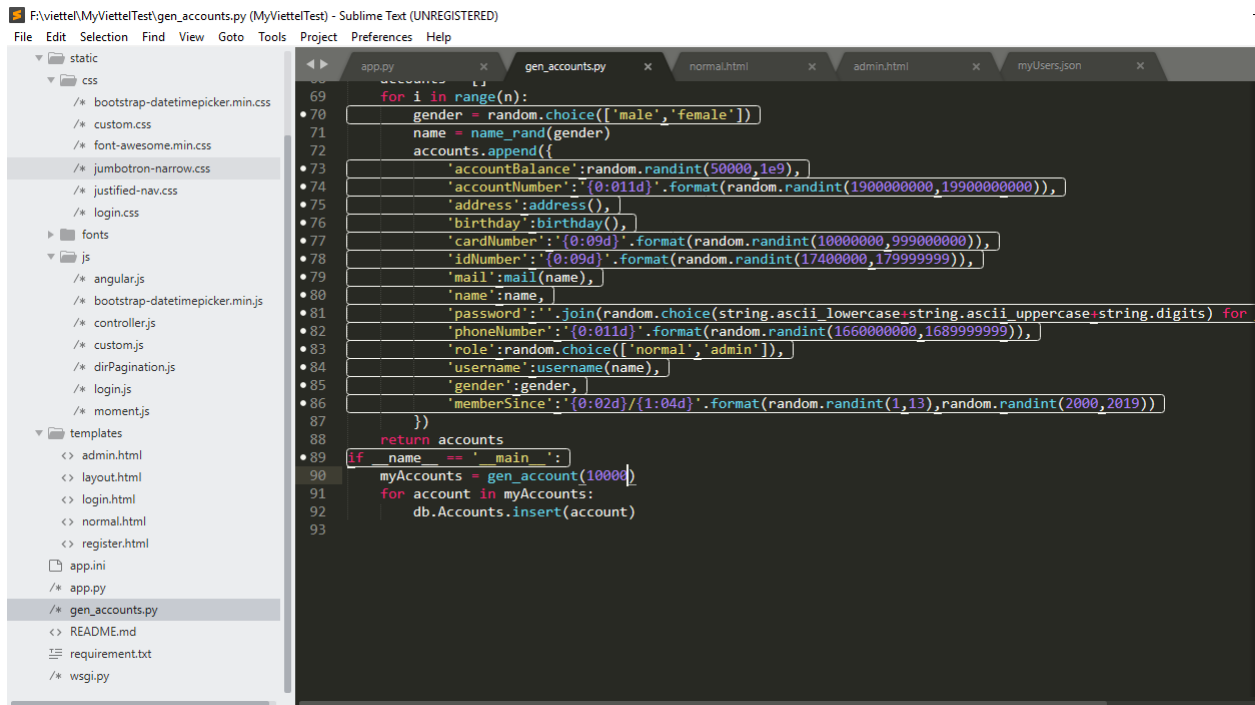 F:\viettel\MyViettelTest\gen_accounts.py (MyViettelTest) - Sublime Text (UNREGISTERED)
File Edit Selection Find View Goto Tools Project Preferences Help
static
css
/* bootstrap-datetimepicker.min.css
/* custom.css
/* font-awesome.min.css
/* jumbotron-narrow.css
/* justified-nav.css
/* login.css
fonts
js
/* angular.js
/* bootstrap-datetimepicker.min.js
/* controller.js
/* custom.js
/* dirPagination.js
/* login.js
/* moment.js
templates
<> admin.html
<> layout.html
<> login.html
<> normal.html
<> register.html
app.ini
/* app.py
/* gen_accounts.py
<> README.md
requirement.txt
/* wsgi.py
app.py × gen_accounts.py × normal.html × admin.html × myUsers.json ×
68 accounts = []
69 for i in range(n):
70 gender = random.choice(['male','female'])
71 name = name_rand(gender)
72 accounts.append({
73 'accountBalance':random.randint(50000,1e9),
74 'accountNumber':'{0:011d}'.format(random.randint(1900000000,19900000000)),
75 'address':address(),
76 'birthday':birthday(),
77 'cardNumber':'{0:09d}'.format(random.randint(10000000,999000000)),
78 'idNumber':'{0:09d}'.format(random.randint(17400000,179999999)),
79 'mail':mail(name),
80 'name':name,
81 'password':''.join(random.choice(string.ascii_lowercase+string.ascii_uppercase+string.digits) for
82 'phoneNumber':'{0:011d}'.format(random.randint(1660000000,1689999999)),
83 'role':random.choice(['normal','admin']),
84 'username':username(name),
85 'gender':gender,
86 'memberSince':'{0:02d}/{1:04d}'.format(random.randint(1,13),random.randint(2000,2019))
87 })
88 return accounts
89 if __name__ == '__main__':
90 myAccounts = gen_account(10000)
91 for account in myAccounts:
92 db.Accounts.insert(account)
93